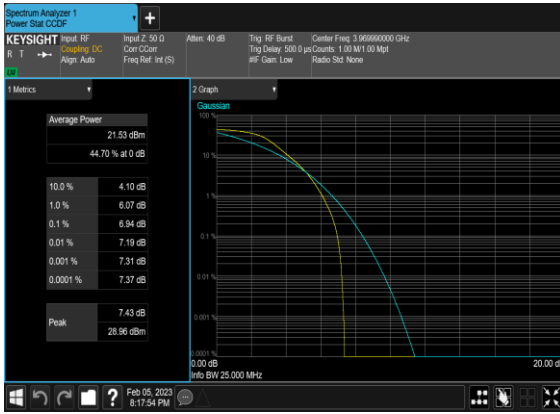 Spectrum Analyzer 1
Power Stat CCDF
KEYSIGHT
R T
LV
Input: RF
Coupling: DC
Align: Auto
Input Z: 50 Ω
Corr CCorr
Freq Ref: Int (S)
Atten: 40 dB
Trig: RF Burst
Trig Delay: 500.0 µs
#IF Gain: Low
Center Freq: 3.969990000 GHz
Counts: 1.00 M/1.00 Mpt
Radio Std: None
1 Metrics
Average Power
21.53 dBm
44.70 % at 0 dB
10.0 % 4.10 dB
1.0 % 6.07 dB
0.1 % 6.94 dB
0.01 % 7.19 dB
0.001 % 7.31 dB
0.0001 % 7.37 dB
Peak
7.43 dB
28.96 dBm
2 Graph
Gaussian
100 %
10 %
1 %
0.1 %
0.01 %
0.001 %
0.0001 %
0.00 dB
20.00 d
Info BW 25.000 MHz
?
Feb 05, 2023
8:17:54 PM